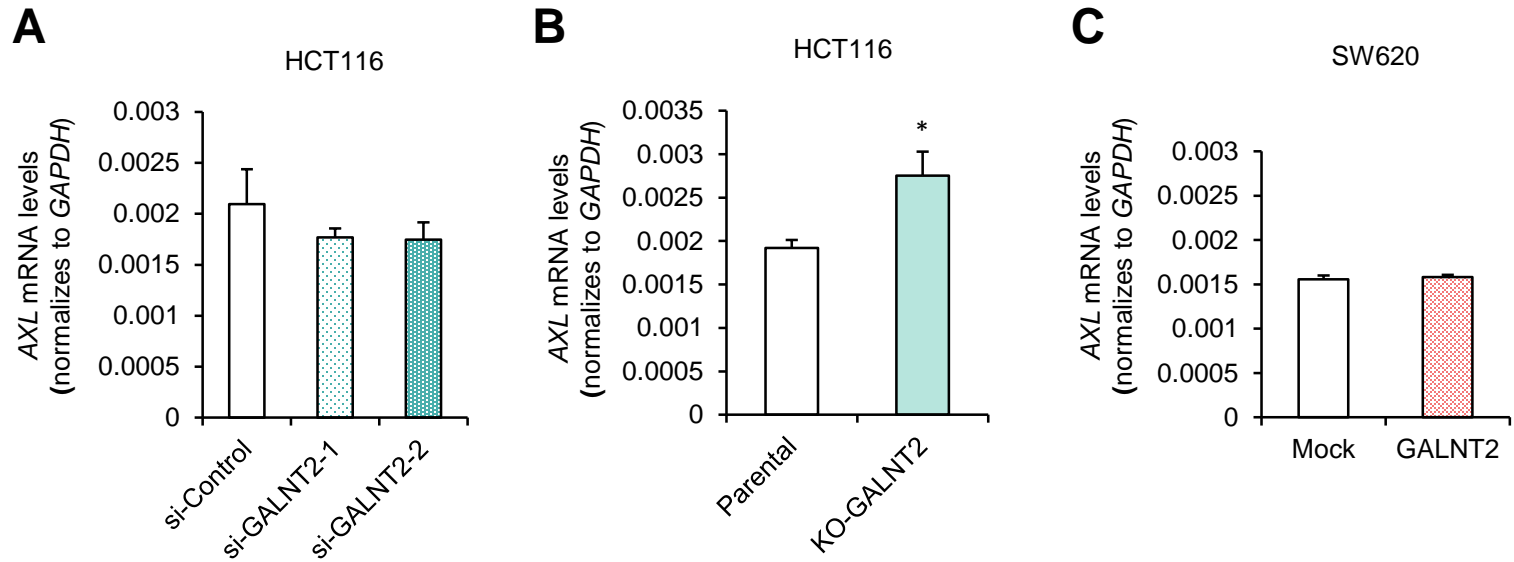 A
HCT116
AXL mRNA levels
(normalizes to GAPDH)
0.003
0.0025
0.002
0.0015
0.001
0.0005
0
si-Control
si-GALNT2-1
si-GALNT2-2
B
HCT116
AXL mRNA levels
(normalizes to GAPDH)
0.0035
0.003
0.0025
0.002
0.0015
0.001
0.0005
0
*
Parental
KO-GALNT2
C
SW620
AXL mRNA levels
(normalizes to GAPDH)
0.003
0.0025
0.002
0.0015
0.001
0.0005
0
Mock
GALNT2